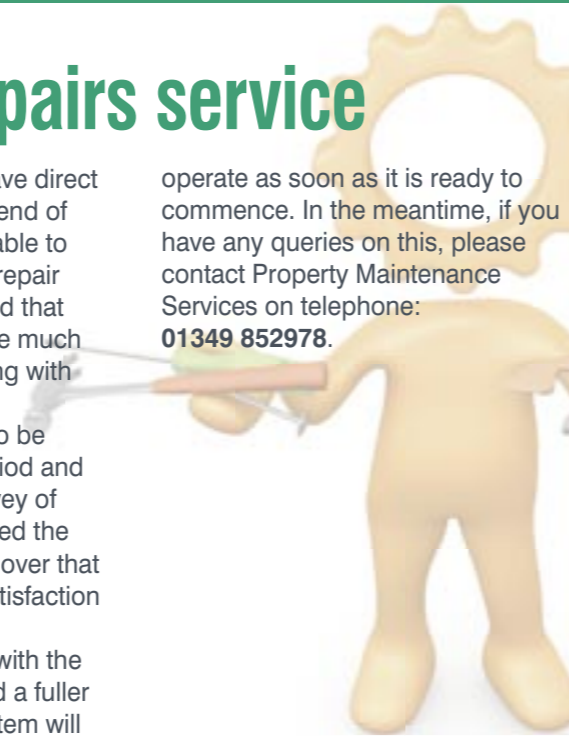 pairs service
ve direct
end of
able to
repair
d that
e much
ng with
o be
iod and
ey of
ed the
over that
tisfaction
with the
d a fuller
tem will
operate as soon as it is ready to
commence. In the meantime, if you
have any queries on this, please
contact Property Maintenance
Services on telephone:
01349 852978.